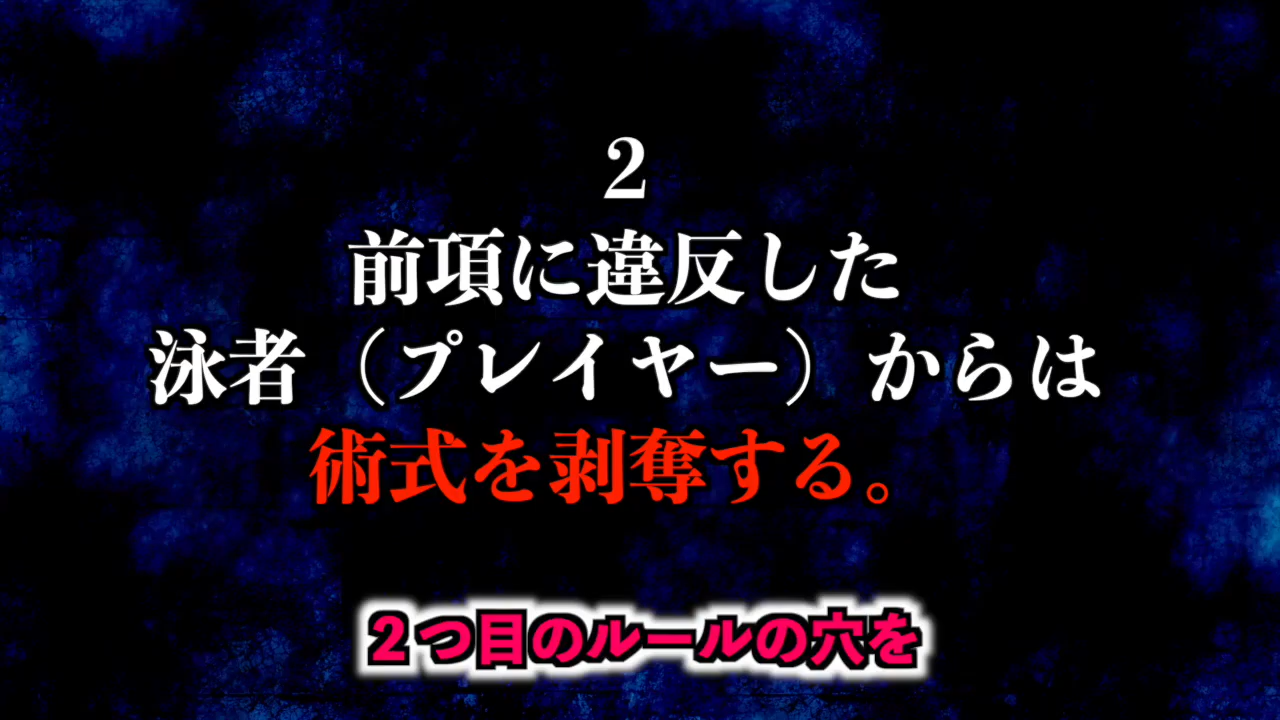 2
前項に違反した
泳者（プレイヤー）からは
術式を剥奪する。
２つ目のルールの穴を